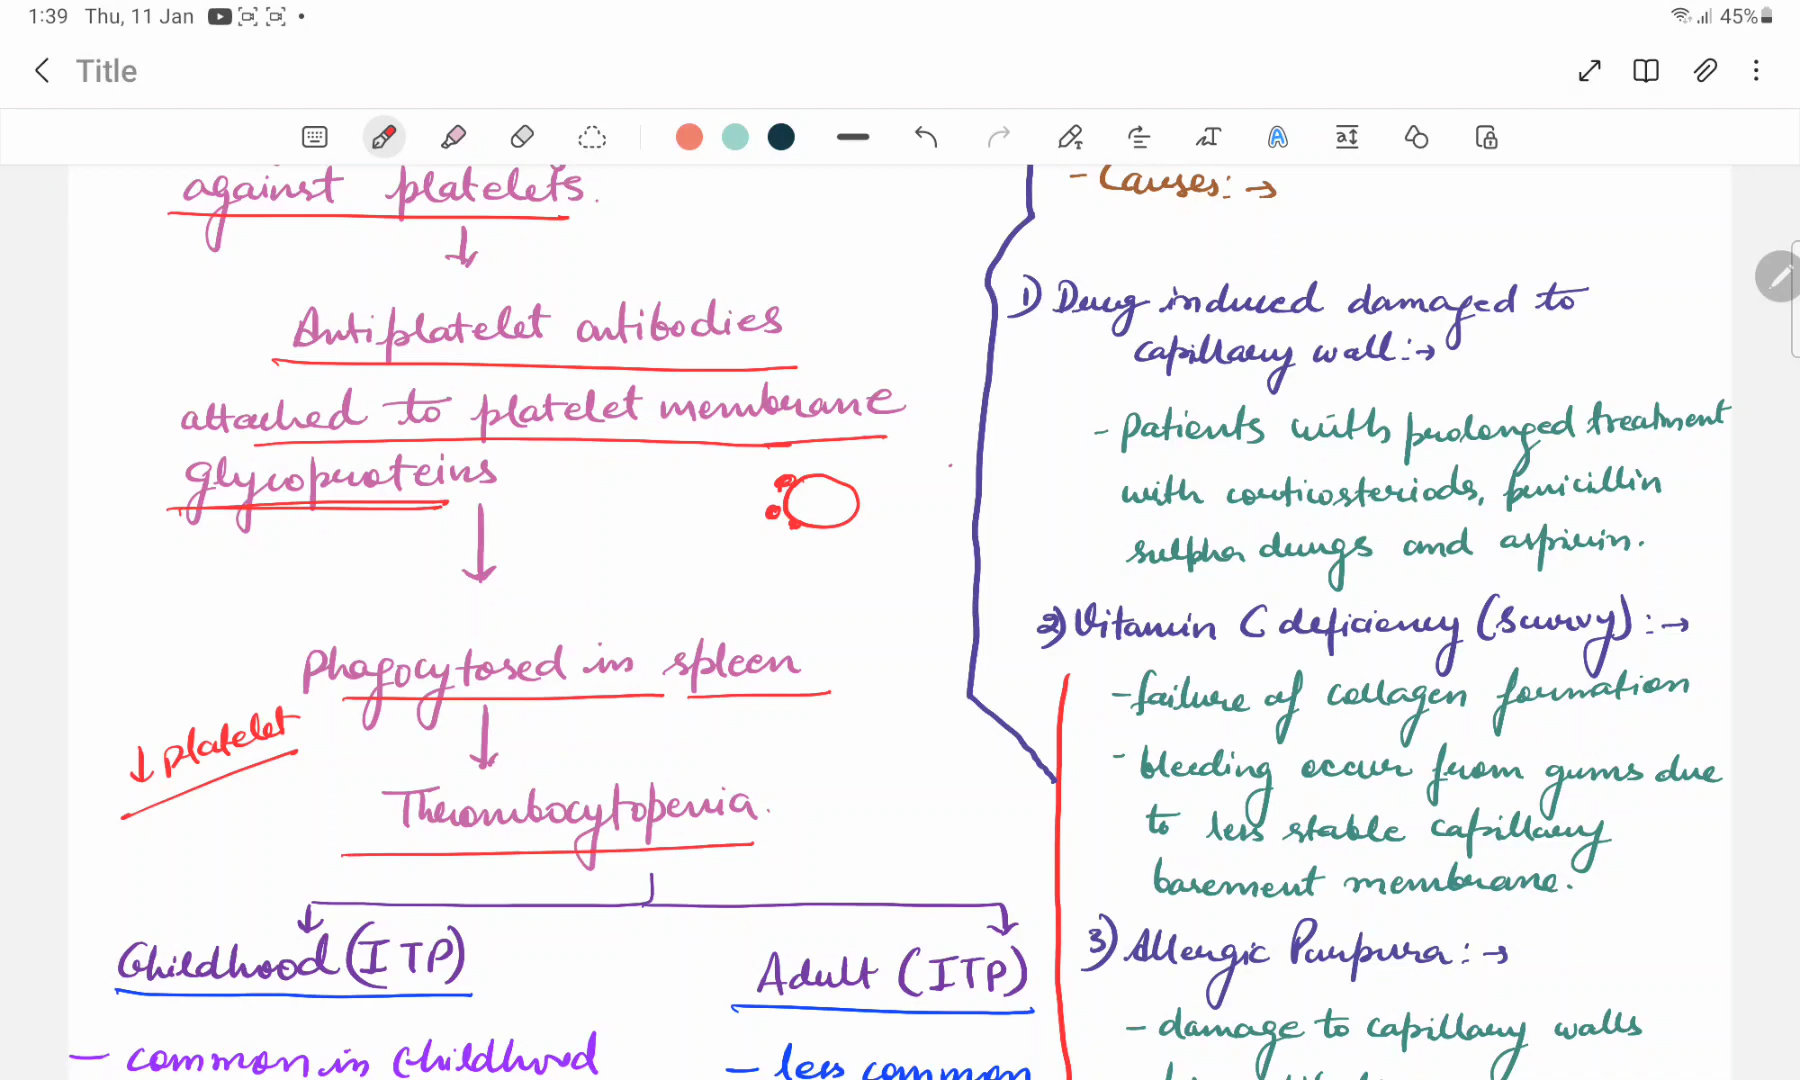 1:39 Thu, 11 Jan
45%
Title
against platelets.
Antiplatelet antibodies
attached to platelet membrane
glycoproteins
Phagocytosed in spleen
↓ platelet
Thrombocytopenia.
Childhood (ITP)
Adult (ITP)
- common in childhood
- less common
- Causes: →
1) Drug induced damaged to
capillary wall: →
- Patients with prolonged treatment
with corticosteriods, penicillin
sulpha drugs and aspirin.
2) Vitamin C deficiency (Scurvy) : →
- failure of collagen formation
- bleeding occur from gums due
to less stable capillary
basement membrane.
3) Allergic Purpura : →
- damage to capillary walls